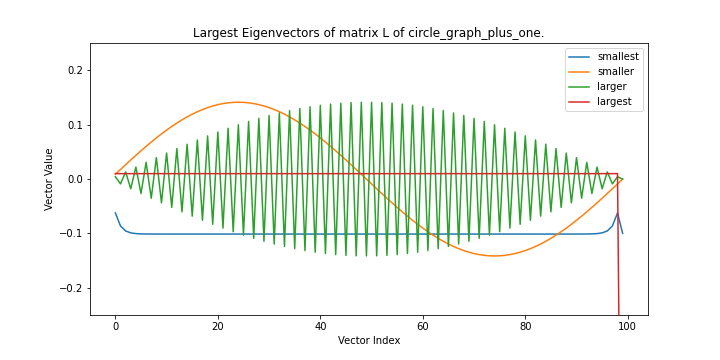 Largest Eigenvectors of matrix L of circle_graph_plus_one.
smallest
smaller
larger
largest
0.2
0.1
0.0
−0.1
−0.2
Vector Value
0
20
40
60
80
100
Vector Index